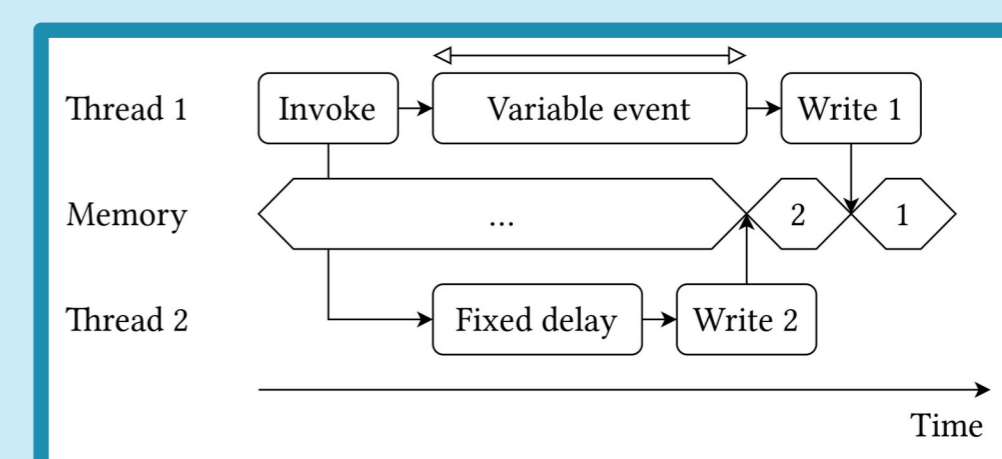 Thread 1 Invoke Variable event Write 1
Memory ... 2 1
Thread 2 Fixed delay Write 2
Time